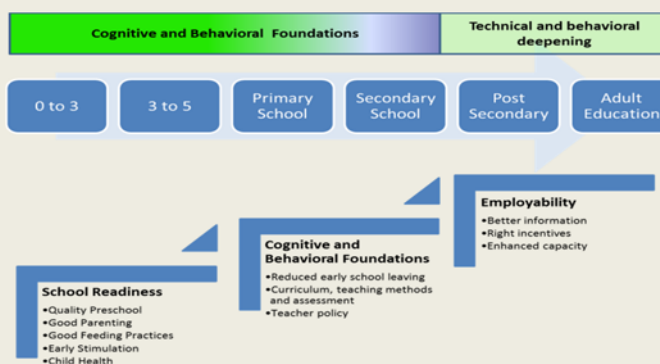 Cognitive and Behavioral Foundations
Technical and behavioral
deepening
0 to 3
3 to 5
Primary
School
Secondary
School
Post
Secondary
Adult
Education
School Readiness
•Quality Preschool
•Good Parenting
•Good Feeding Practices
•Early Stimulation
•Child Health
Cognitive and
Behavioral Foundations
•Reduced early school leaving
•Curriculum, teaching methods
and assessment
•Teacher policy
Employability
•Better information
•Right incentives
•Enhanced capacity